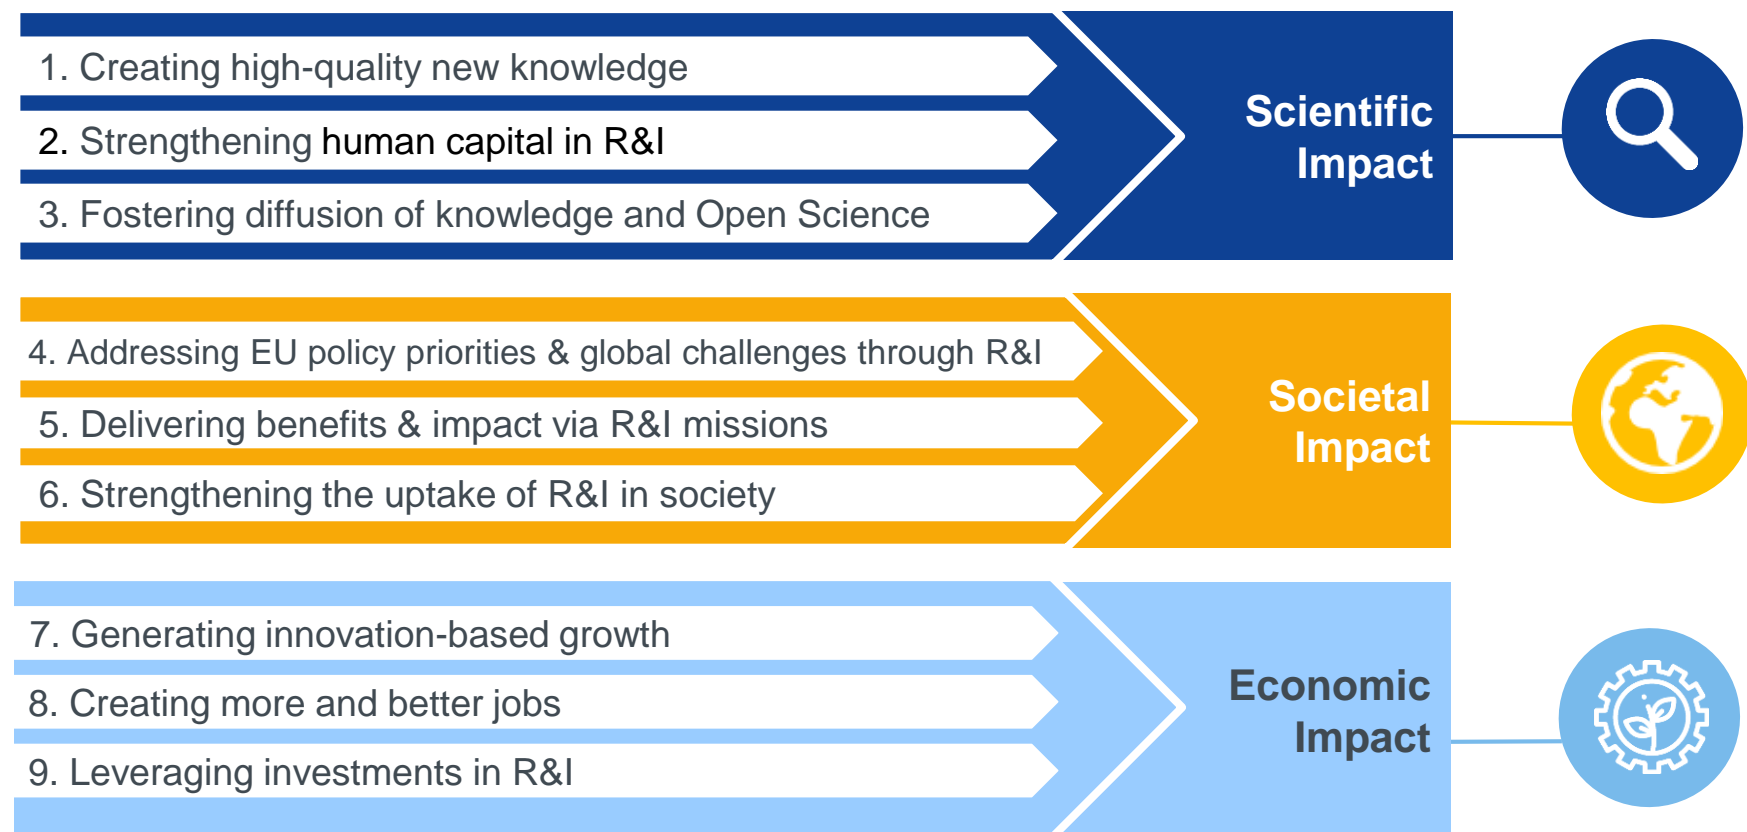 1. Creating high-quality new knowledge
2. Strengthening human capital in R&I
3. Fostering diffusion of knowledge and Open Science
Scientific
Impact
4. Addressing EU policy priorities & global challenges through R&I
5. Delivering benefits & impact via R&I missions
6. Strengthening the uptake of R&I in society
Societal
Impact
7. Generating innovation-based growth
8. Creating more and better jobs
9. Leveraging investments in R&I
Economic
Impact